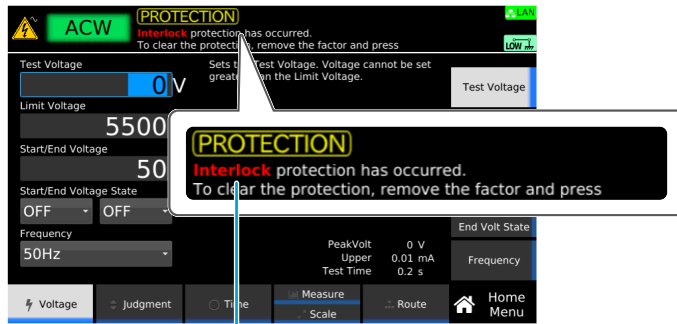 ACW
PROTECTION
Interlock protection has occurred.
To clear the protection, remove the factor and press
LAN
LOW
Test Voltage
0 V
Sets the Test Voltage. Voltage cannot be set
greater than the Limit Voltage.
Test Voltage
Limit Voltage
5500
Start/End Voltage
50
Start/End Voltage State
OFF OFF
Frequency
50Hz
PROTECTION
Interlock protection has occurred.
To clear the protection, remove the factor and press
PeakVolt 0 V
Upper 0.01 mA
Test Time 0.2 s
End Volt State
Frequency
Voltage
Judgment
Time
Measure
Scale
Route
Home
Menu